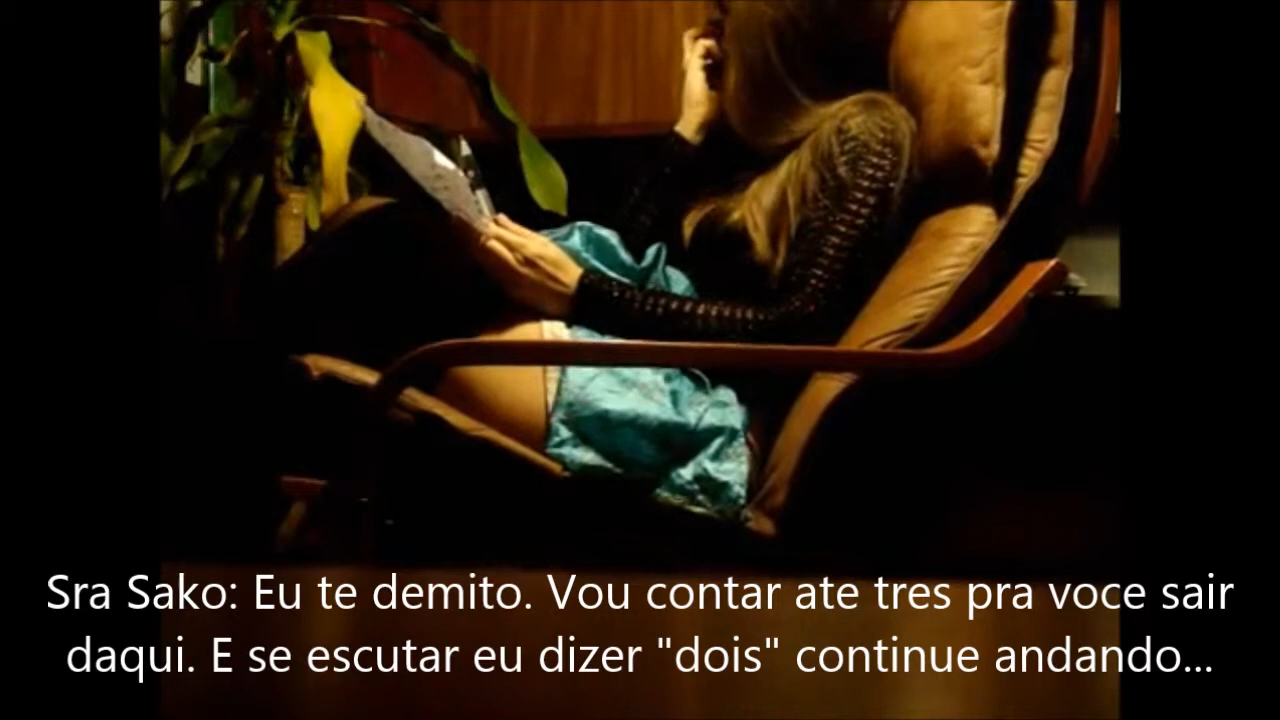 Sra Sako: Eu te demito. Vou contar ate tres pra voce sair
daqui. E se escutar eu dizer "dois" continue andando...